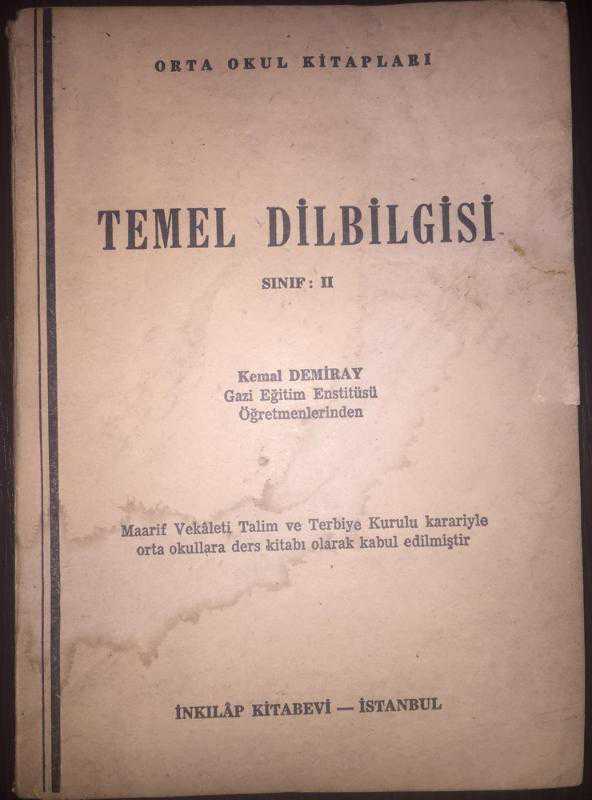 ORTA OKUL KİTAPLARI
TEMEL DİLBİLGİSİ
SINIF: II
Kemal DEMİRAY
Gazi Eğitim Enstitüsü
Öğretmenlerinden
Maarif Vekâleti Talim ve Terbiye Kurulu karariyle
orta okullara ders kitabı olarak kabul edilmiştir
İNKILÂP KİTABEVİ — İSTANBUL